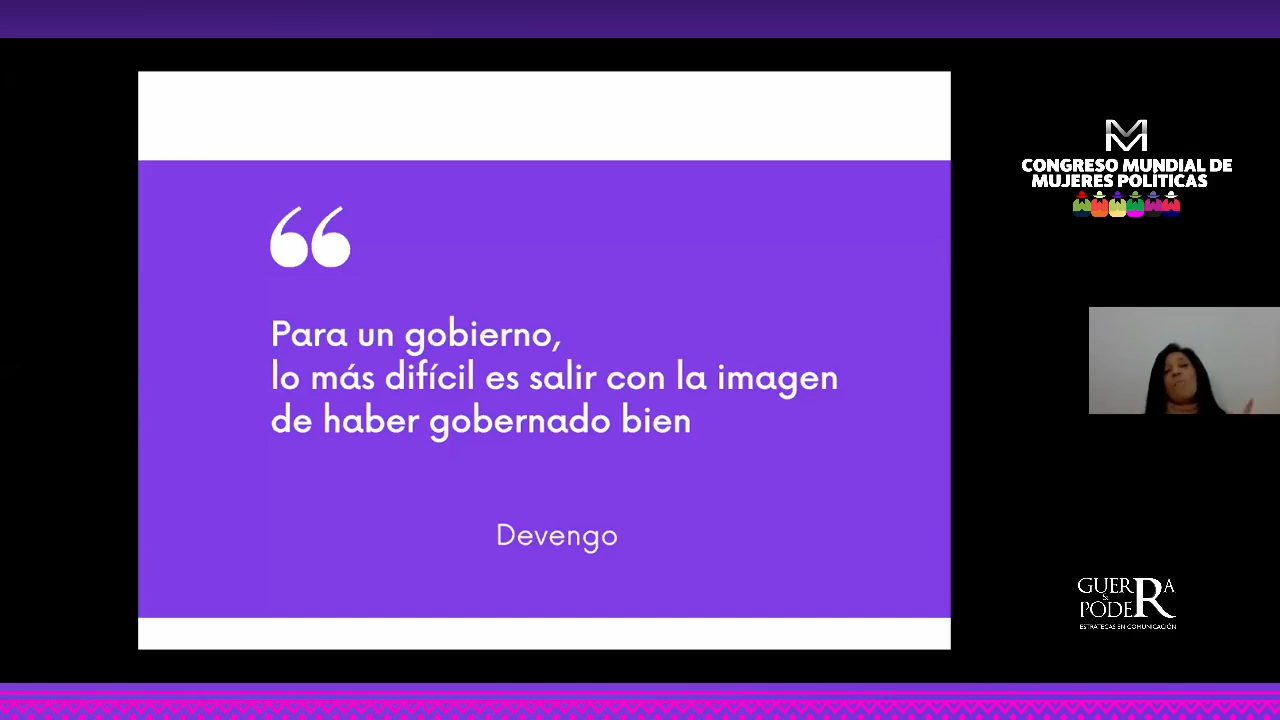 “
Para un gobierno,
lo más difícil es salir con la imagen
de haber gobernado bien
Devengo
CONGRESO MUNDIAL DE
MUJERES POLÍTICAS
GUERRA
&
PODER
ESTRATEGAS EN COMUNICACIÓN